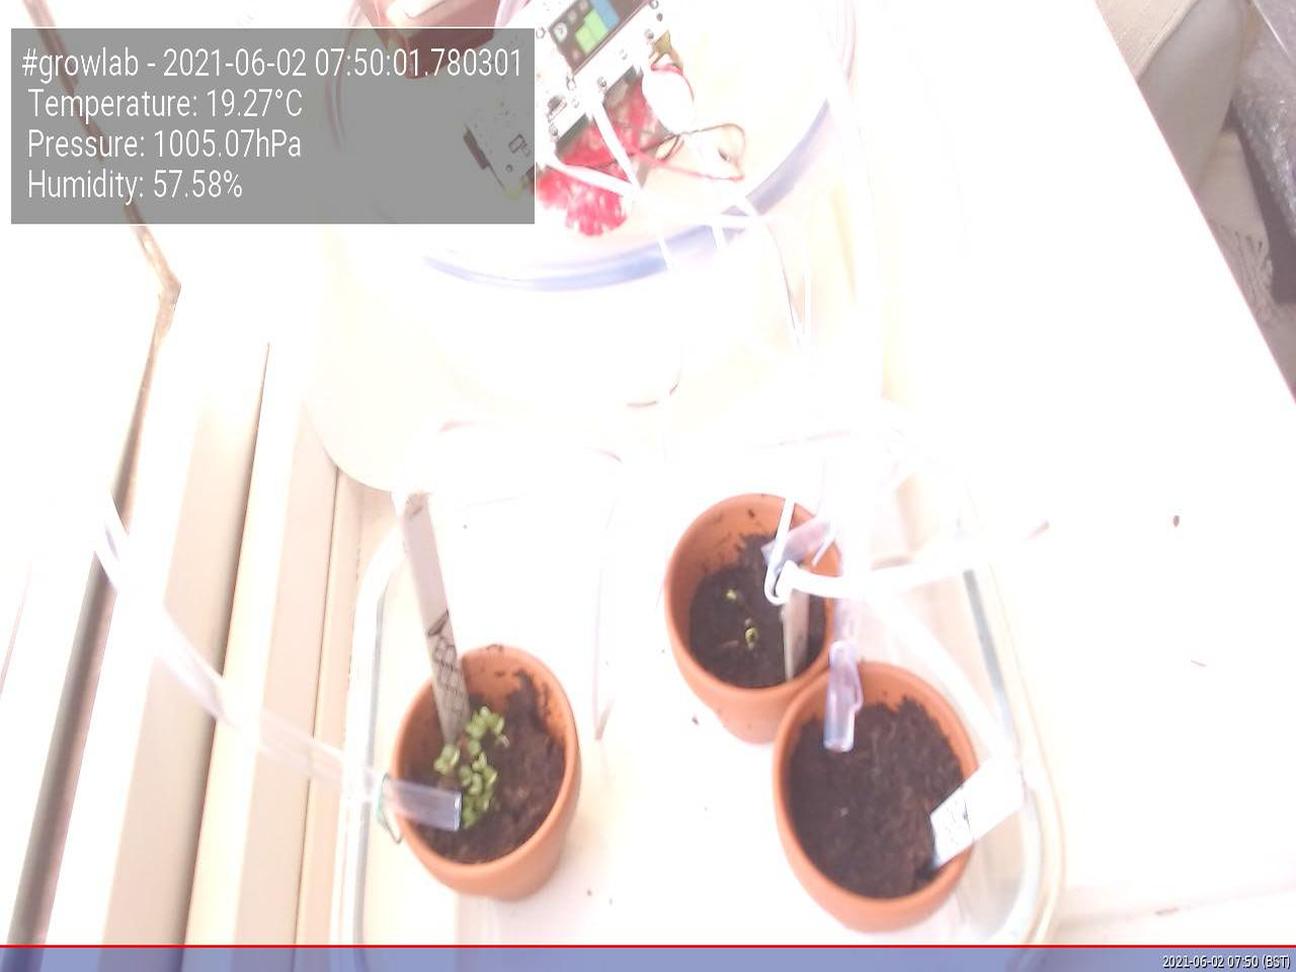 #growlab - 2021-06-02 07:50:01.780301
Temperature: 19.27°C
Pressure: 1005.07hPa
Humidity: 57.58%
2021-06-02 07:50 (BST)